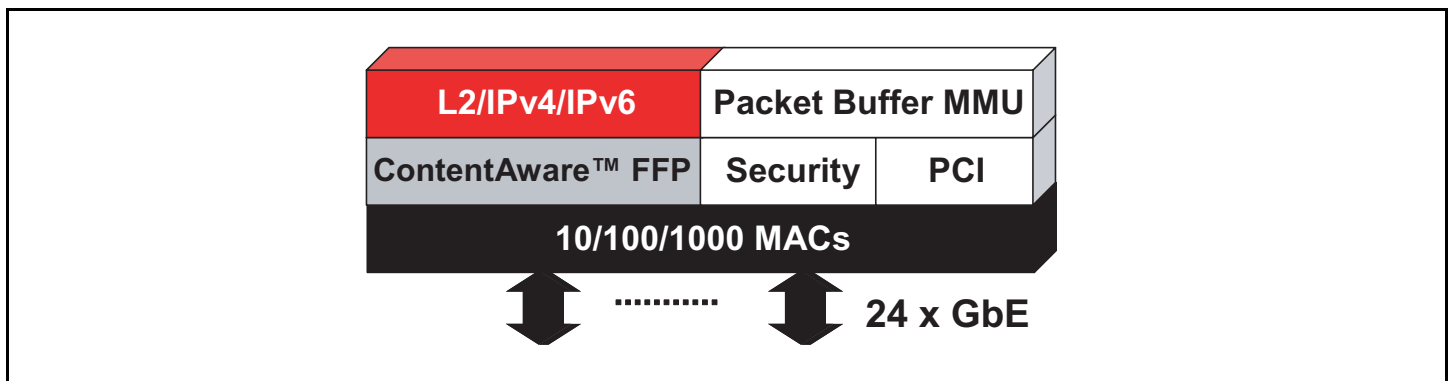 L2/IPv4/IPv6
Packet Buffer MMU
ContentAware™ FFP
Security
PCI
10/100/1000 MACs
24 x GbE